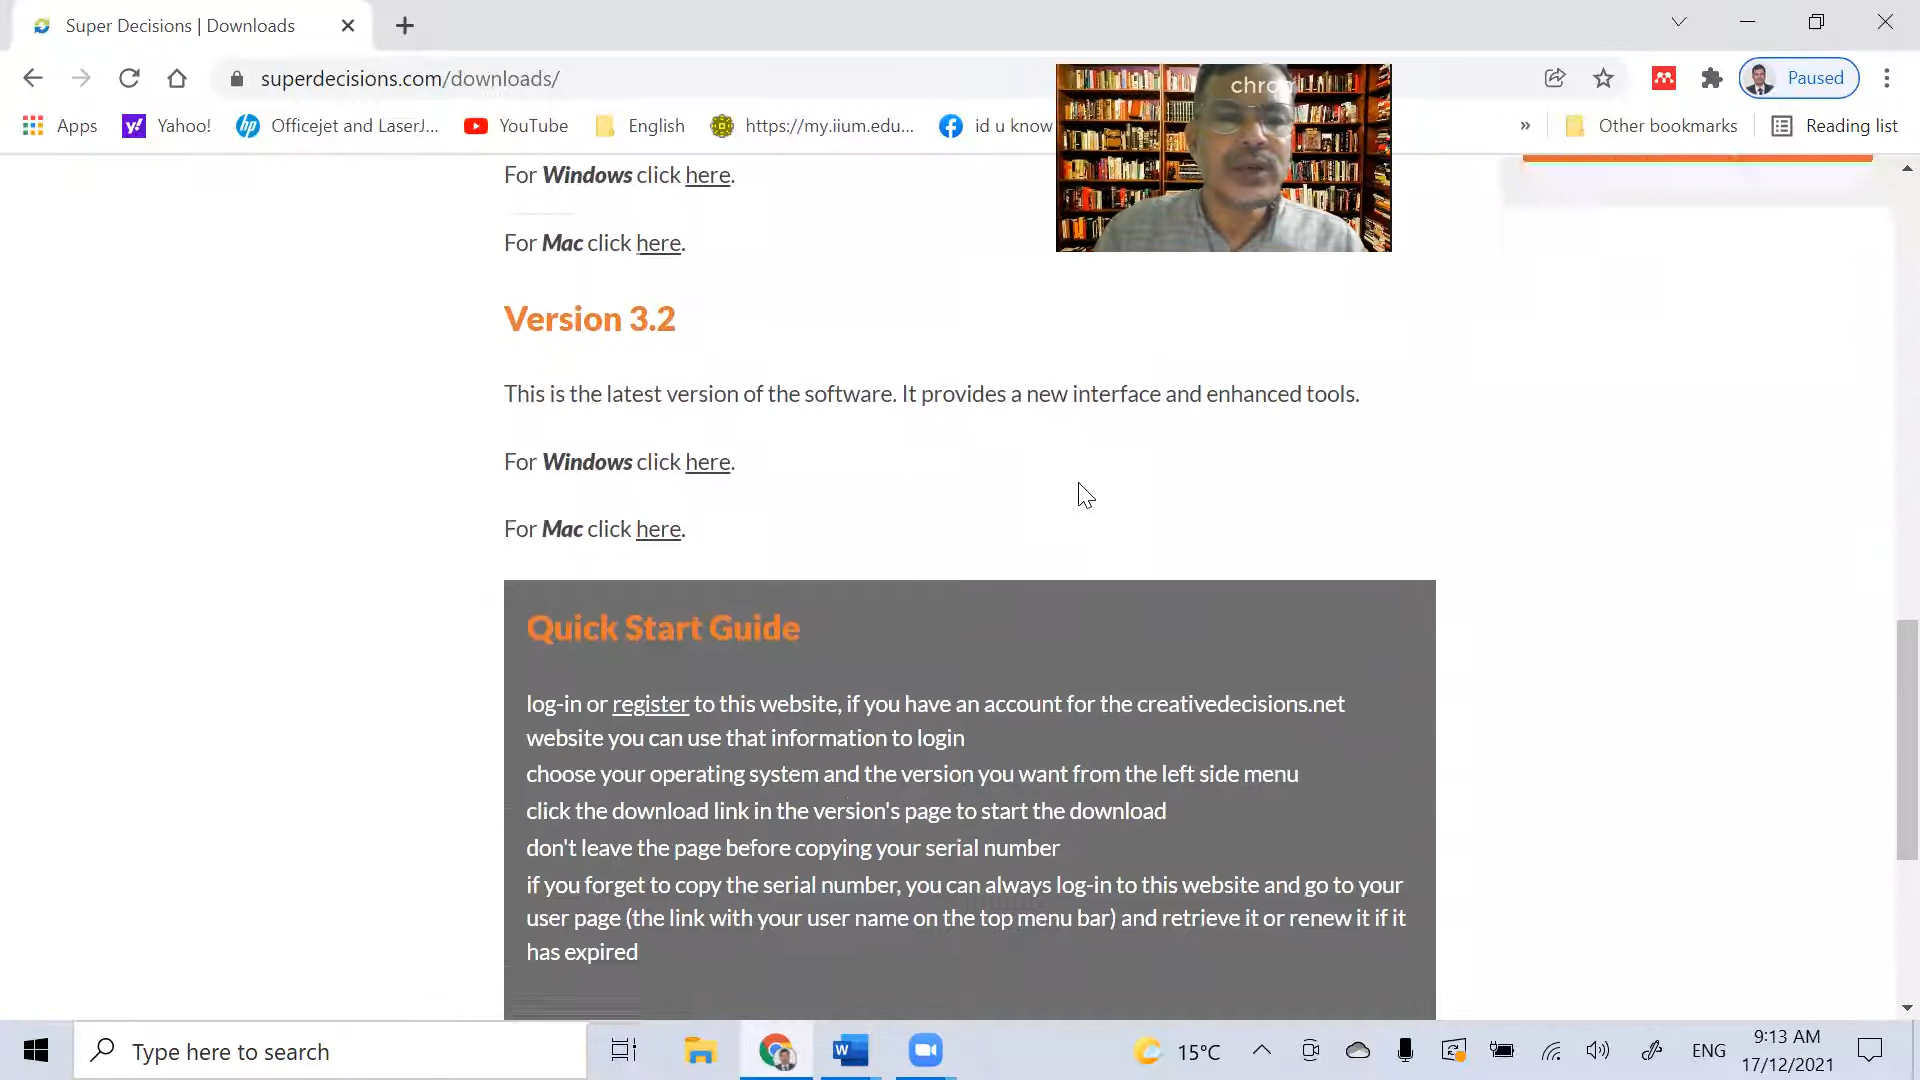 Super Decisions | Downloads
superdecisions.com/downloads/
Paused
Apps
Yahoo!
Officejet and LaserJ...
YouTube
English
https://my.iium.edu...
id u know
Other bookmarks
Reading list
For Windows click here.
For Mac click here.
Version 3.2
This is the latest version of the software. It provides a new interface and enhanced tools.
For Windows click here.
For Mac click here.
Quick Start Guide
log-in or register to this website, if you have an account for the creativedecisions.net
website you can use that information to login
choose your operating system and the version you want from the left side menu
click the download link in the version's page to start the download
don't leave the page before copying your serial number
if you forget to copy the serial number, you can always log-in to this website and go to your
user page (the link with your user name on the top menu bar) and retrieve it or renew it if it
has expired
Type here to search
15°C
ENG
9:13 AM
17/12/2021